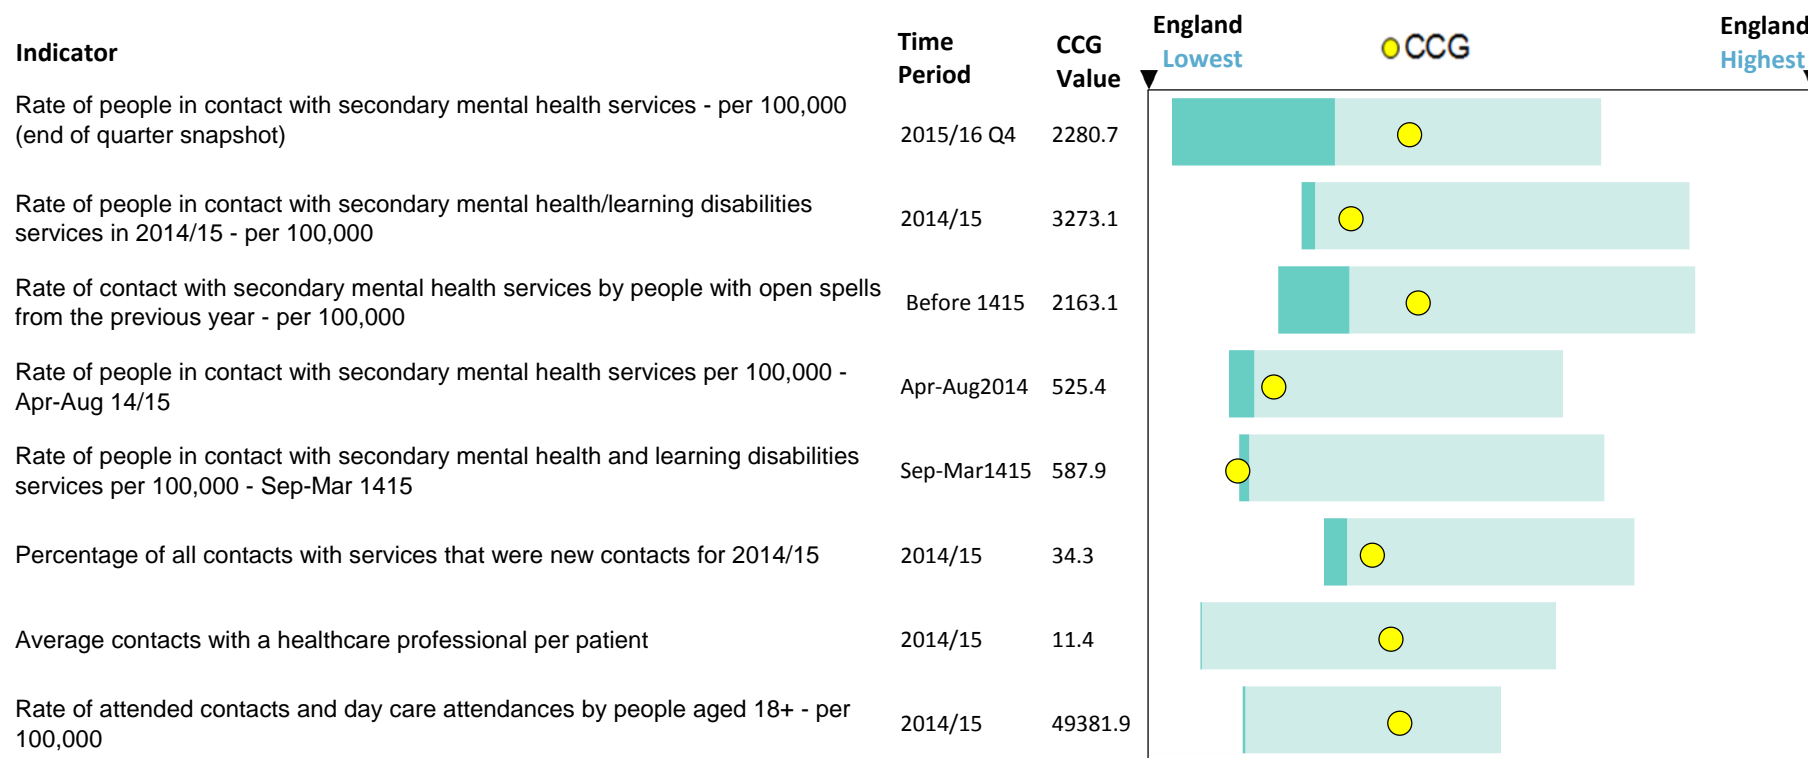 England
England
Indicator
Time
Period
CCG
Value
Lowest
CCG
Highest
Rate of people in contact with secondary mental health services - per 100,000
(end of quarter snapshot)
2015/16 Q4
2280.7
Rate of people in contact with secondary mental health/learning disabilities
services in 2014/15 - per 100,000
2014/15
3273.1
Rate of contact with secondary mental health services by people with open spells
from the previous year - per 100,000
Before 1415
2163.1
Rate of people in contact with secondary mental health services per 100,000 -
Apr-Aug 14/15
Apr-Aug2014
525.4
Rate of people in contact with secondary mental health and learning disabilities
services per 100,000 - Sep-Mar 1415
Sep-Mar1415
587.9
Percentage of all contacts with services that were new contacts for 2014/15
2014/15
34.3
Average contacts with a healthcare professional per patient
2014/15
11.4
Rate of attended contacts and day care attendances by people aged 18+ - per
100,000
2014/15
49381.9